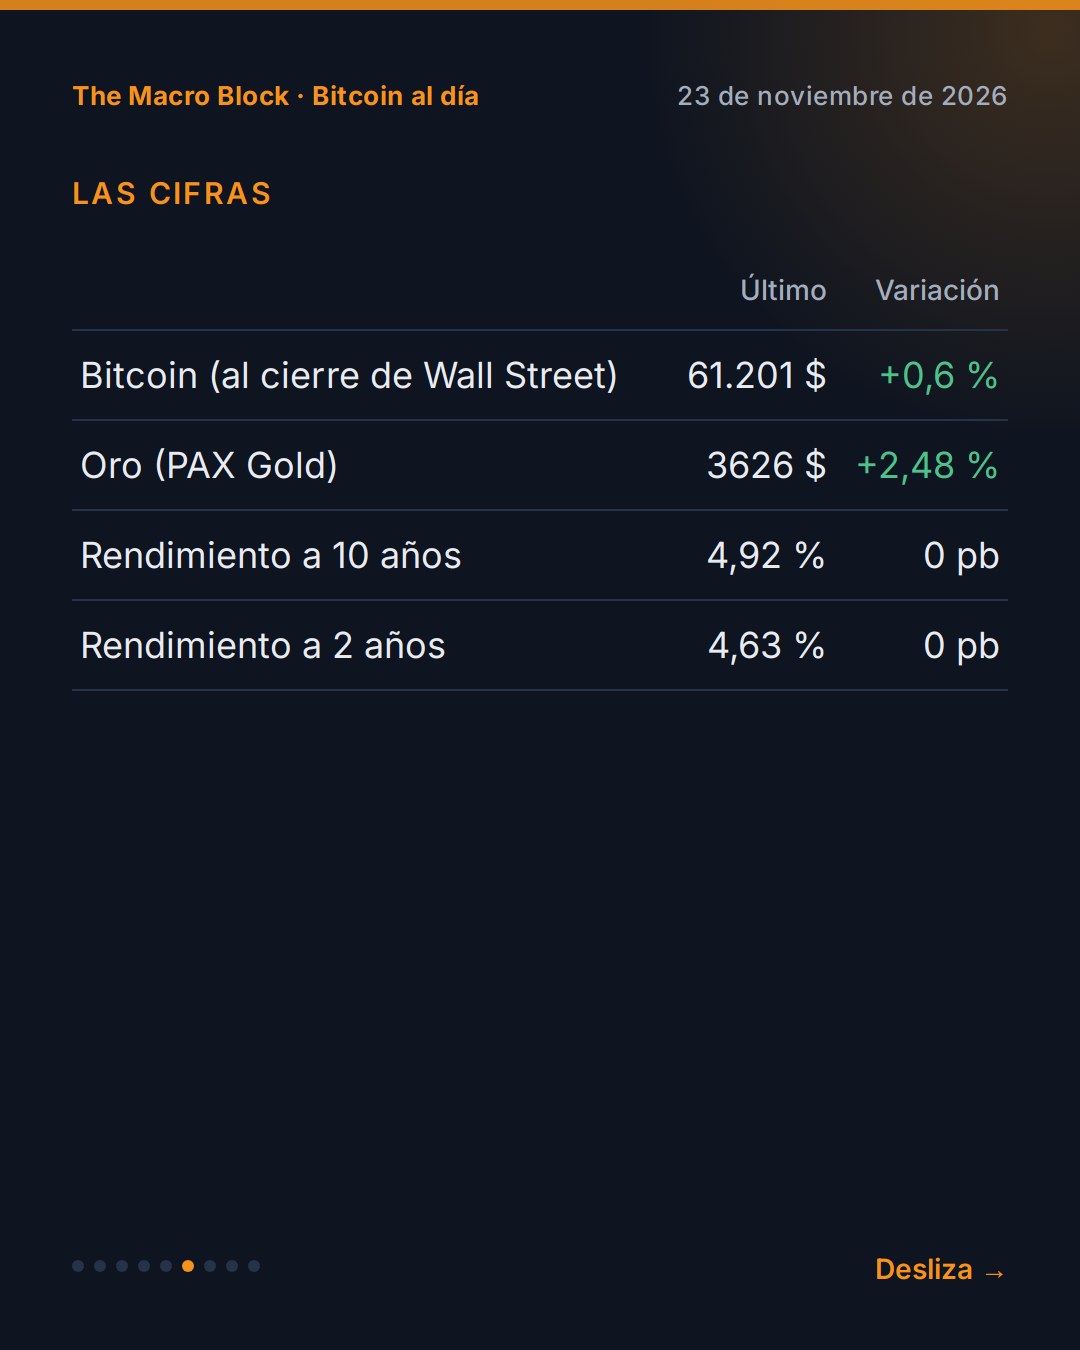 The Macro Block · Bitcoin al día 23 de noviembre de 2026
LAS CIFRAS
Último Variación
Bitcoin (al cierre de Wall Street) 61.201 $ +0,6 %
Oro (PAX Gold) 3626 $ +2,48 %
Rendimiento a 10 años 4,92 % 0 pb
Rendimiento a 2 años 4,63 % 0 pb
Desliza →